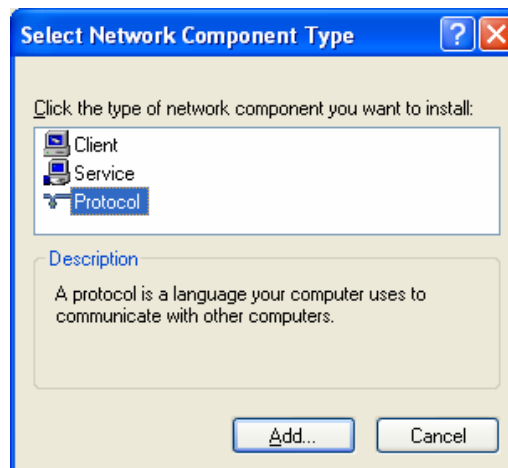 Select Network Component Type
Click the type of network component you want to install:
Client
Service
Protocol
Description
A protocol is a language your computer uses to
communicate with other computers.
Add... Cancel